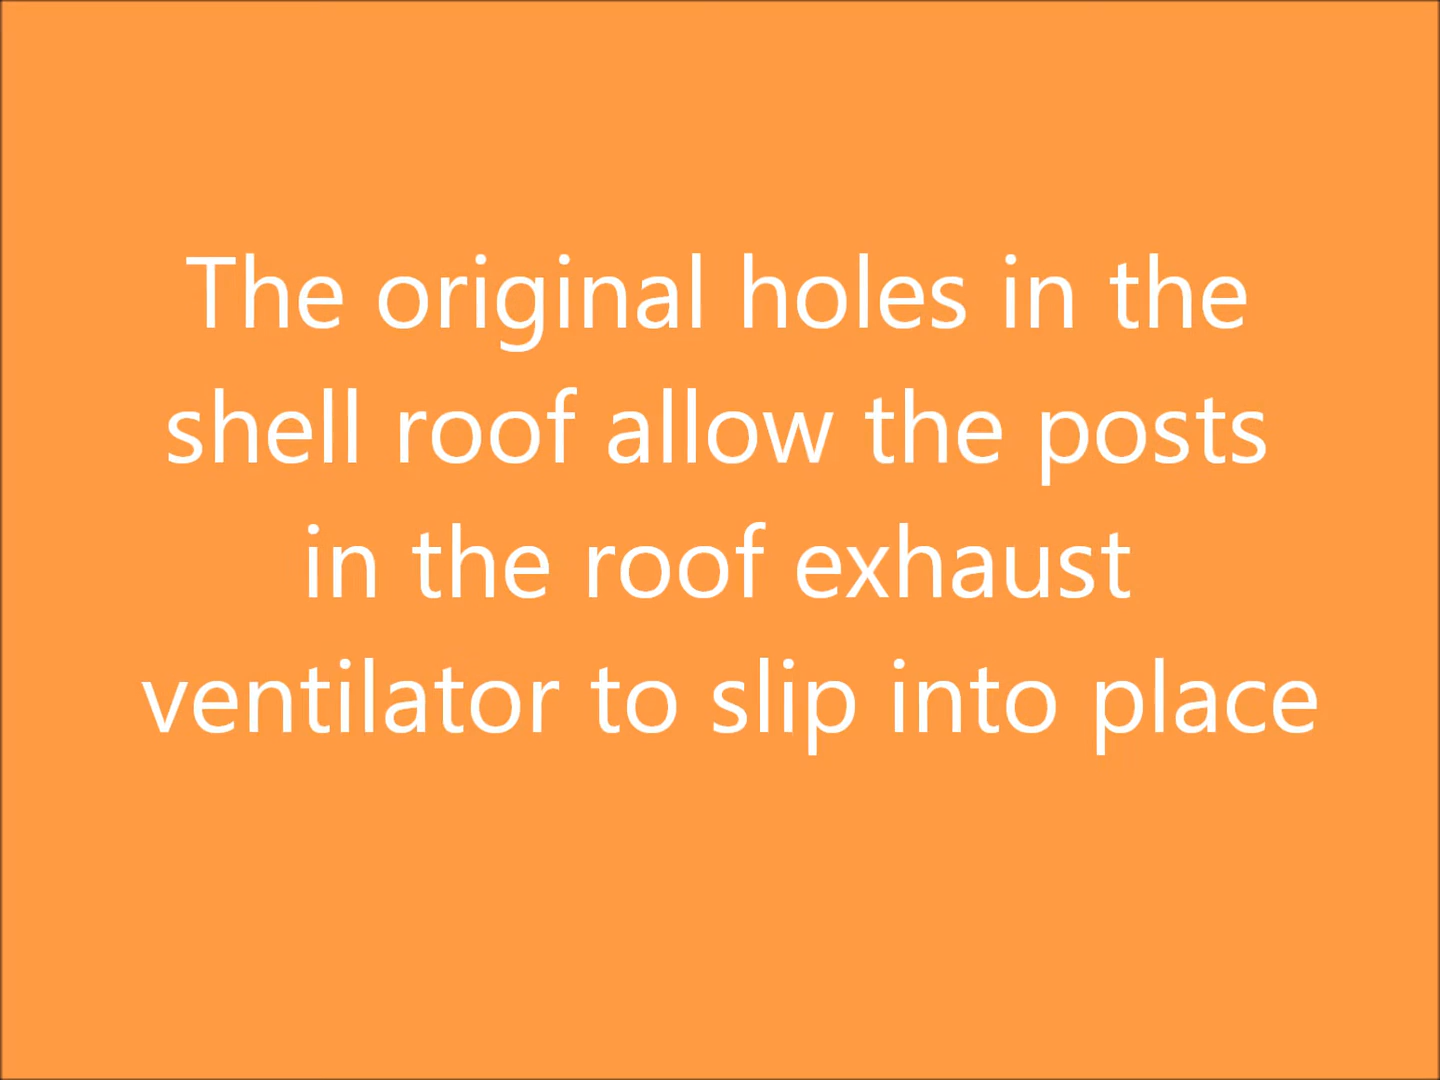 The original holes in the
shell roof allow the posts
in the roof exhaust
ventilator to slip into place